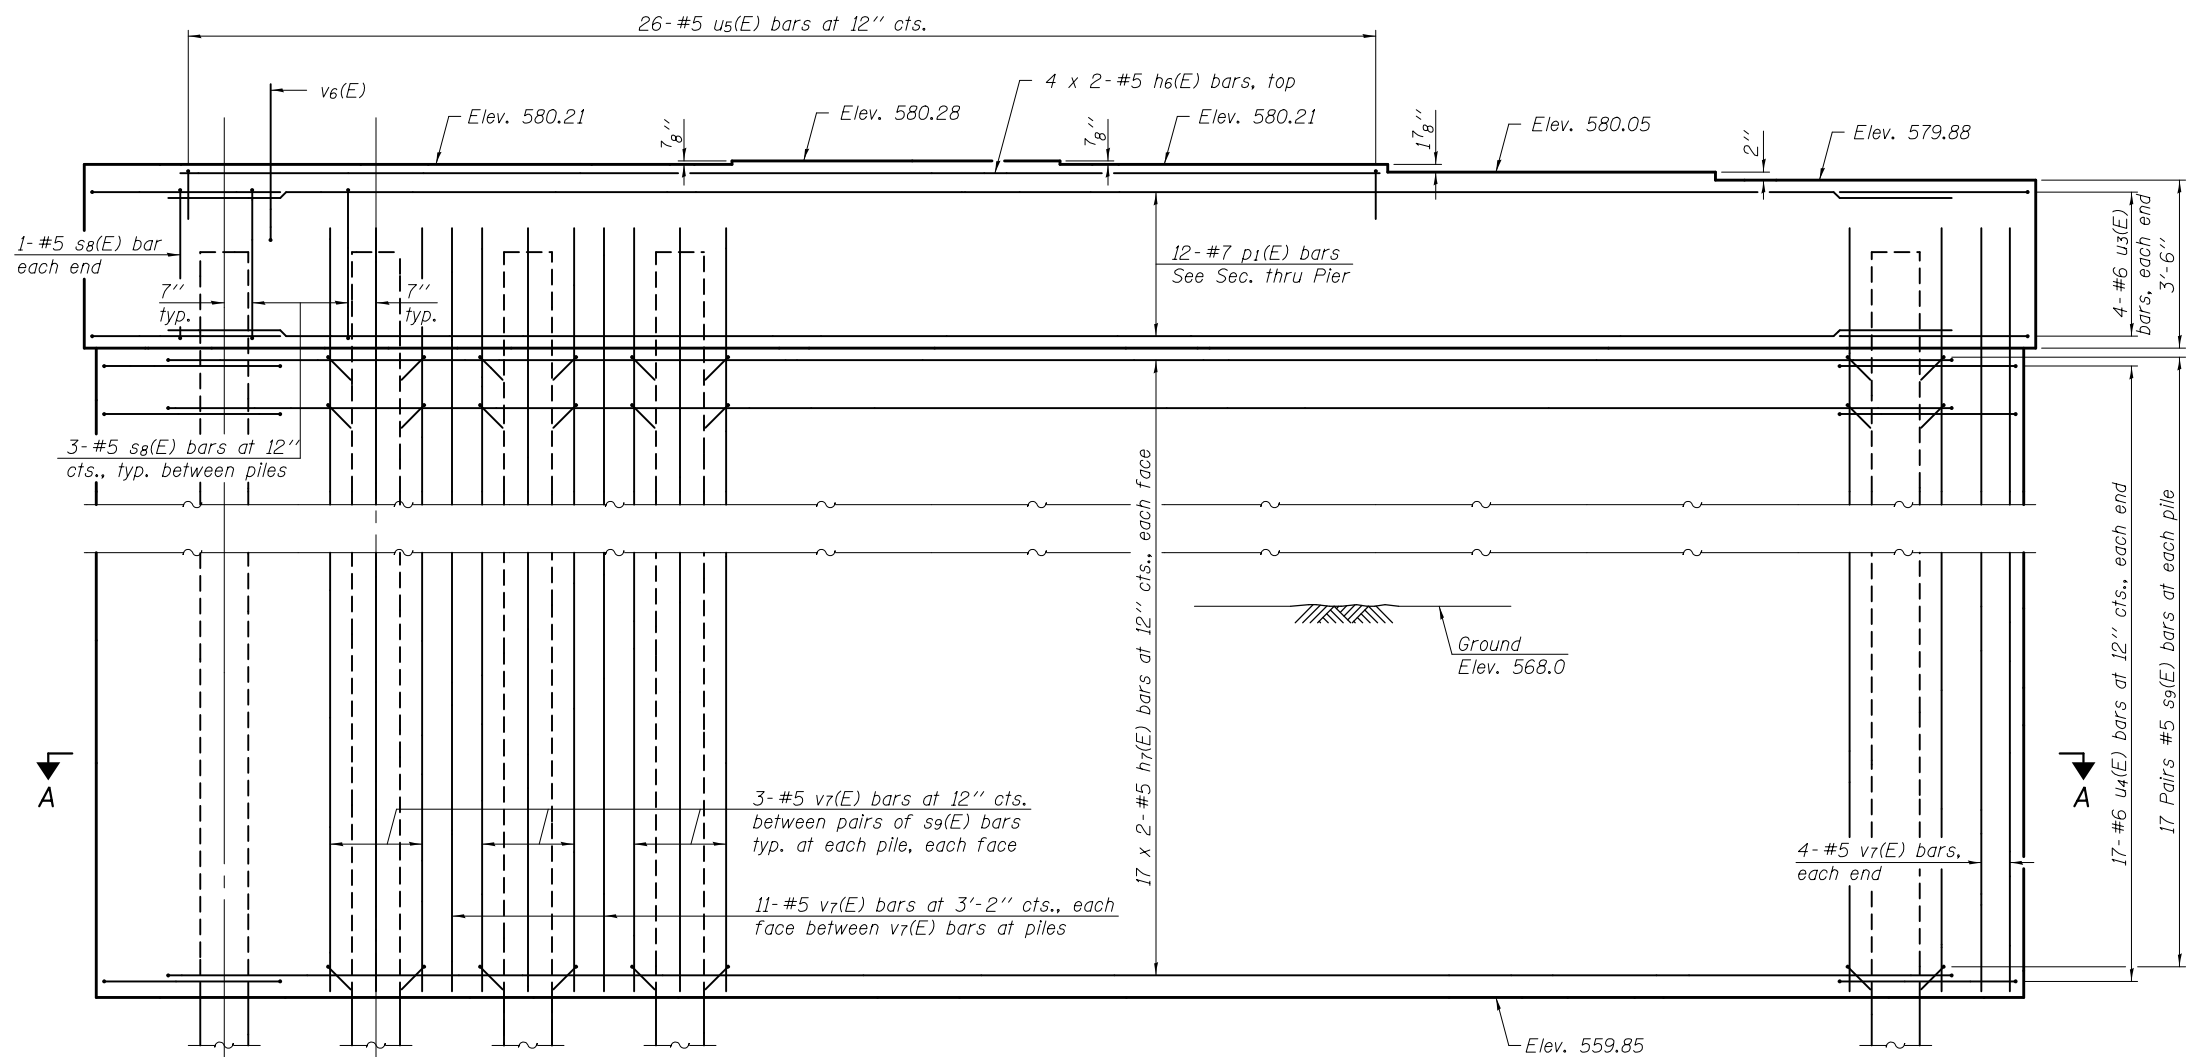 26-#5 u5(E) bars at 12" cts.
v6(E)
4 x 2-#5 h6(E) bars, top
Elev. 580.21
7/8"
Elev. 580.28
7/8"
Elev. 580.21
1 7/8"
Elev. 580.05
2"
Elev. 579.88
1-#5 s8(E) bar
each end
7"
typ.
7"
typ.
12-#7 p1(E) bars
See Sec. thru Pier
4-#6 u3(E)
bars, each end
3'-6"
3-#5 s8(E) bars at 12"
cts., typ. between piles
17 x 2-#5 h7(E) bars at 12" cts., each face
17-#6 u4(E) bars at 12" cts., each end
17 Pairs #5 s9(E) bars at each pile
Ground
Elev. 568.0
A
A
3-#5 v7(E) bars at 12" cts.
between pairs of s9(E) bars
typ. at each pile, each face
4-#5 v7(E) bars,
each end
11-#5 v7(E) bars at 3'-2" cts., each
face between v7(E) bars at piles
Elev. 559.85